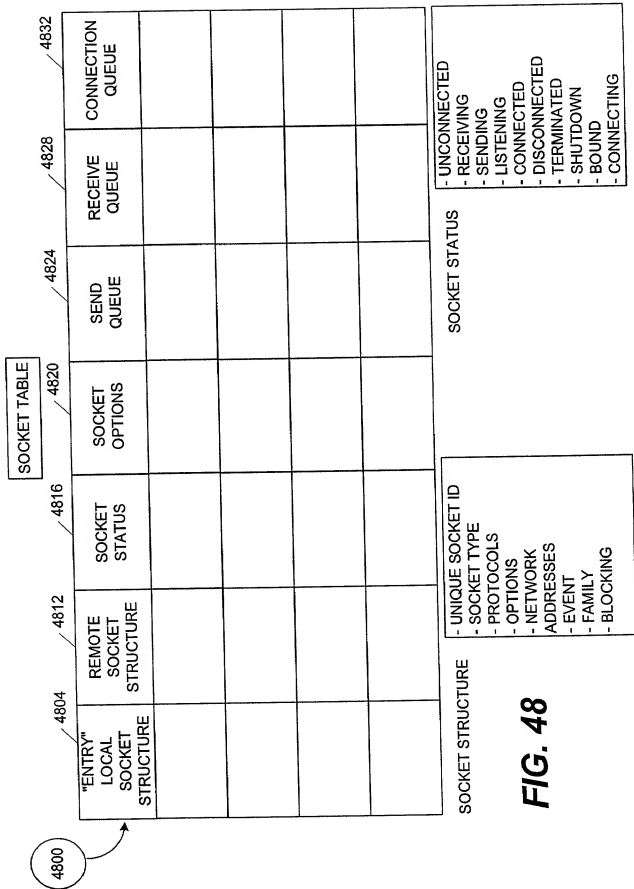 SOCKET TABLE
4800
4804
4812
4816
4820
4824
4828
4832
"ENTRY"
LOCAL
SOCKET
STRUCTURE
REMOTE
SOCKET
STRUCTURE
SOCKET
STATUS
SOCKET
OPTIONS
SEND
QUEUE
RECEIVE
QUEUE
CONNECTION
QUEUE
SOCKET STRUCTURE
- UNIQUE SOCKET ID
- SOCKET TYPE
- PROTOCOLS
- OPTIONS
- NETWORK
ADDRESSES
- EVENT
- FAMILY
- BLOCKING
SOCKET STATUS
- UNCONNECTED
- RECEIVING
- SENDING
- LISTENING
- CONNECTED
- DISCONNECTED
- TERMINATED
- SHUTDOWN
- BOUND
- CONNECTING
FIG. 48